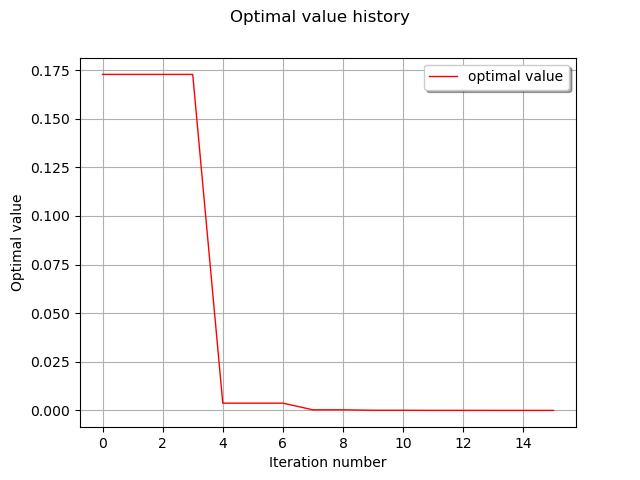 Optimal value history
optimal value
Optimal value
0.175
0.150
0.125
0.100
0.075
0.050
0.025
0.000
0 2 4 6 8 10 12 14
Iteration number